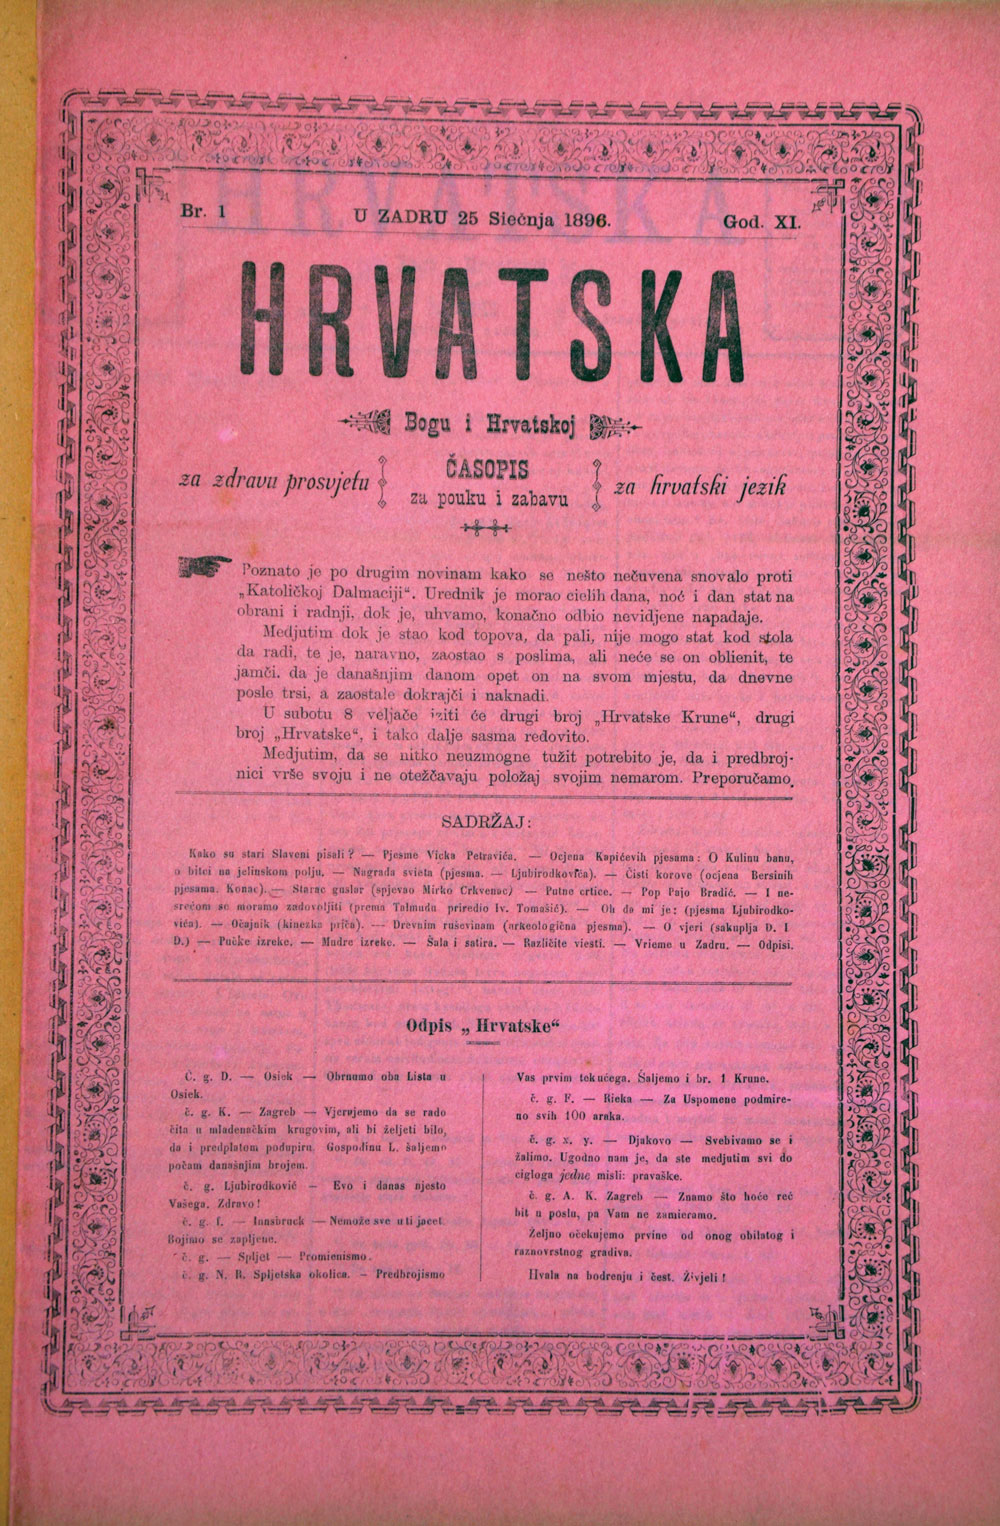 Br. 1
U ZADRU 25 Siečnja 1896.
God. XI.
HRVATSKA
Bogu i Hrvatskoj
za zdravu prosvjetu
ČASOPIS
za pouku i zabavu
za hrvatski jezik
Poznato je po drugim novinam kako se nešto nečuvena snovalo proti
„Katoličkoj Dalmaciji“. Urednik je morao cielih dana, noć i dan stat na
obrani i radnji, dok je, uhvamo, konačno odbio nevidjene napadaje.
Medjutim dok je stao kod topova, da pali, nije mogo stat kod stola
da radi, te je, naravno, zaostao s poslima, ali neće se on oblienit, te
jamči. da je današnjim danom opet on na svom mjestu, da dnevne
posle trsi, a zaostale dokrajči i naknadi.
U subotu 8 veljače iziti će drugi broj „Hrvatske Krune“, drugi
broj „Hrvatske“, i tako dalje sasma redovito.
Medjutim, da se nitko neuzmogne tužit potrebito je, da i predbroj-
nici vrše svoju i ne otežčavaju položaj svojim nemarom. Preporučamo.
SADRŽAJ:
Kako su stari Slaveni pisali? — Pjesme Vicka Petravića. — Ocjena Kapićevih pjesama: O Kulinu banu,
o bitci na jelinskom polju. — Nagrada svieta (pjesma. — Ljubirodkovića). — Čisti korove (ocjena Bersinih
pjesama. Konac). — Starac guslar (spjevao Mirko Crkvenac) — Putne crtice. — Pop Pajo Bradić. — I ne-
srećom se moramo zadovoljiti (prema Talmudu priredio Iv. Tomašić). — Oh da mi je: (pjesma Ljubirodko-
vića). — Očajnik (kinezka priča). — Drevnim ruševinam (arkeologična pjesma). — O vjeri (sakuplja D. I
D.) — Pučke izreke. — Mudre izreke. — Šala i satira. — Različite viesti. — Vrieme u Zadru. — Odpisi.
Odpis „Hrvatske“
Č. g. D. — Osiek — Obrnamo oba Lista u
Osiek.
č. g. K. — Zagreb — Vjerujemo da se rado
čita u mladenačkim krugovim, ali bi željeti bilo,
da i predplatom podupiru. Gospodinu L. šaljemo
počam današnjim brojem.
č. g. Ljubirodković — Evo i danas njesto
Vašega. Zdravo!
č. g. I. — Innsbruck — Nemože sve uti jacet.
Bojimo se zapljene.
č. g. — Spljet — Promienismo.
č. g. N. B. Spljetska okolica. — Predbrojismo
Vas prvim tekućega. Šaljemo i br. 1 Krune.
č. g. F. — Rieka — Za Uspomene podmire-
no svih 100 araka.
č. g. x. y. — Djakovo — Svebivamo se i
žalimo. Ugodno nam je, da ste medjutim svi do
cigloga jedne misli: pravaške.
č. g. A. K. Zagreb — Znamo što hoće reć
bit u poslu, pa Vam ne zamieramo.
Željno očekujemo prvine od onog obilatog i
raznovrstnog gradiva.
Hvala na bodrenju i čest. Živjeli!